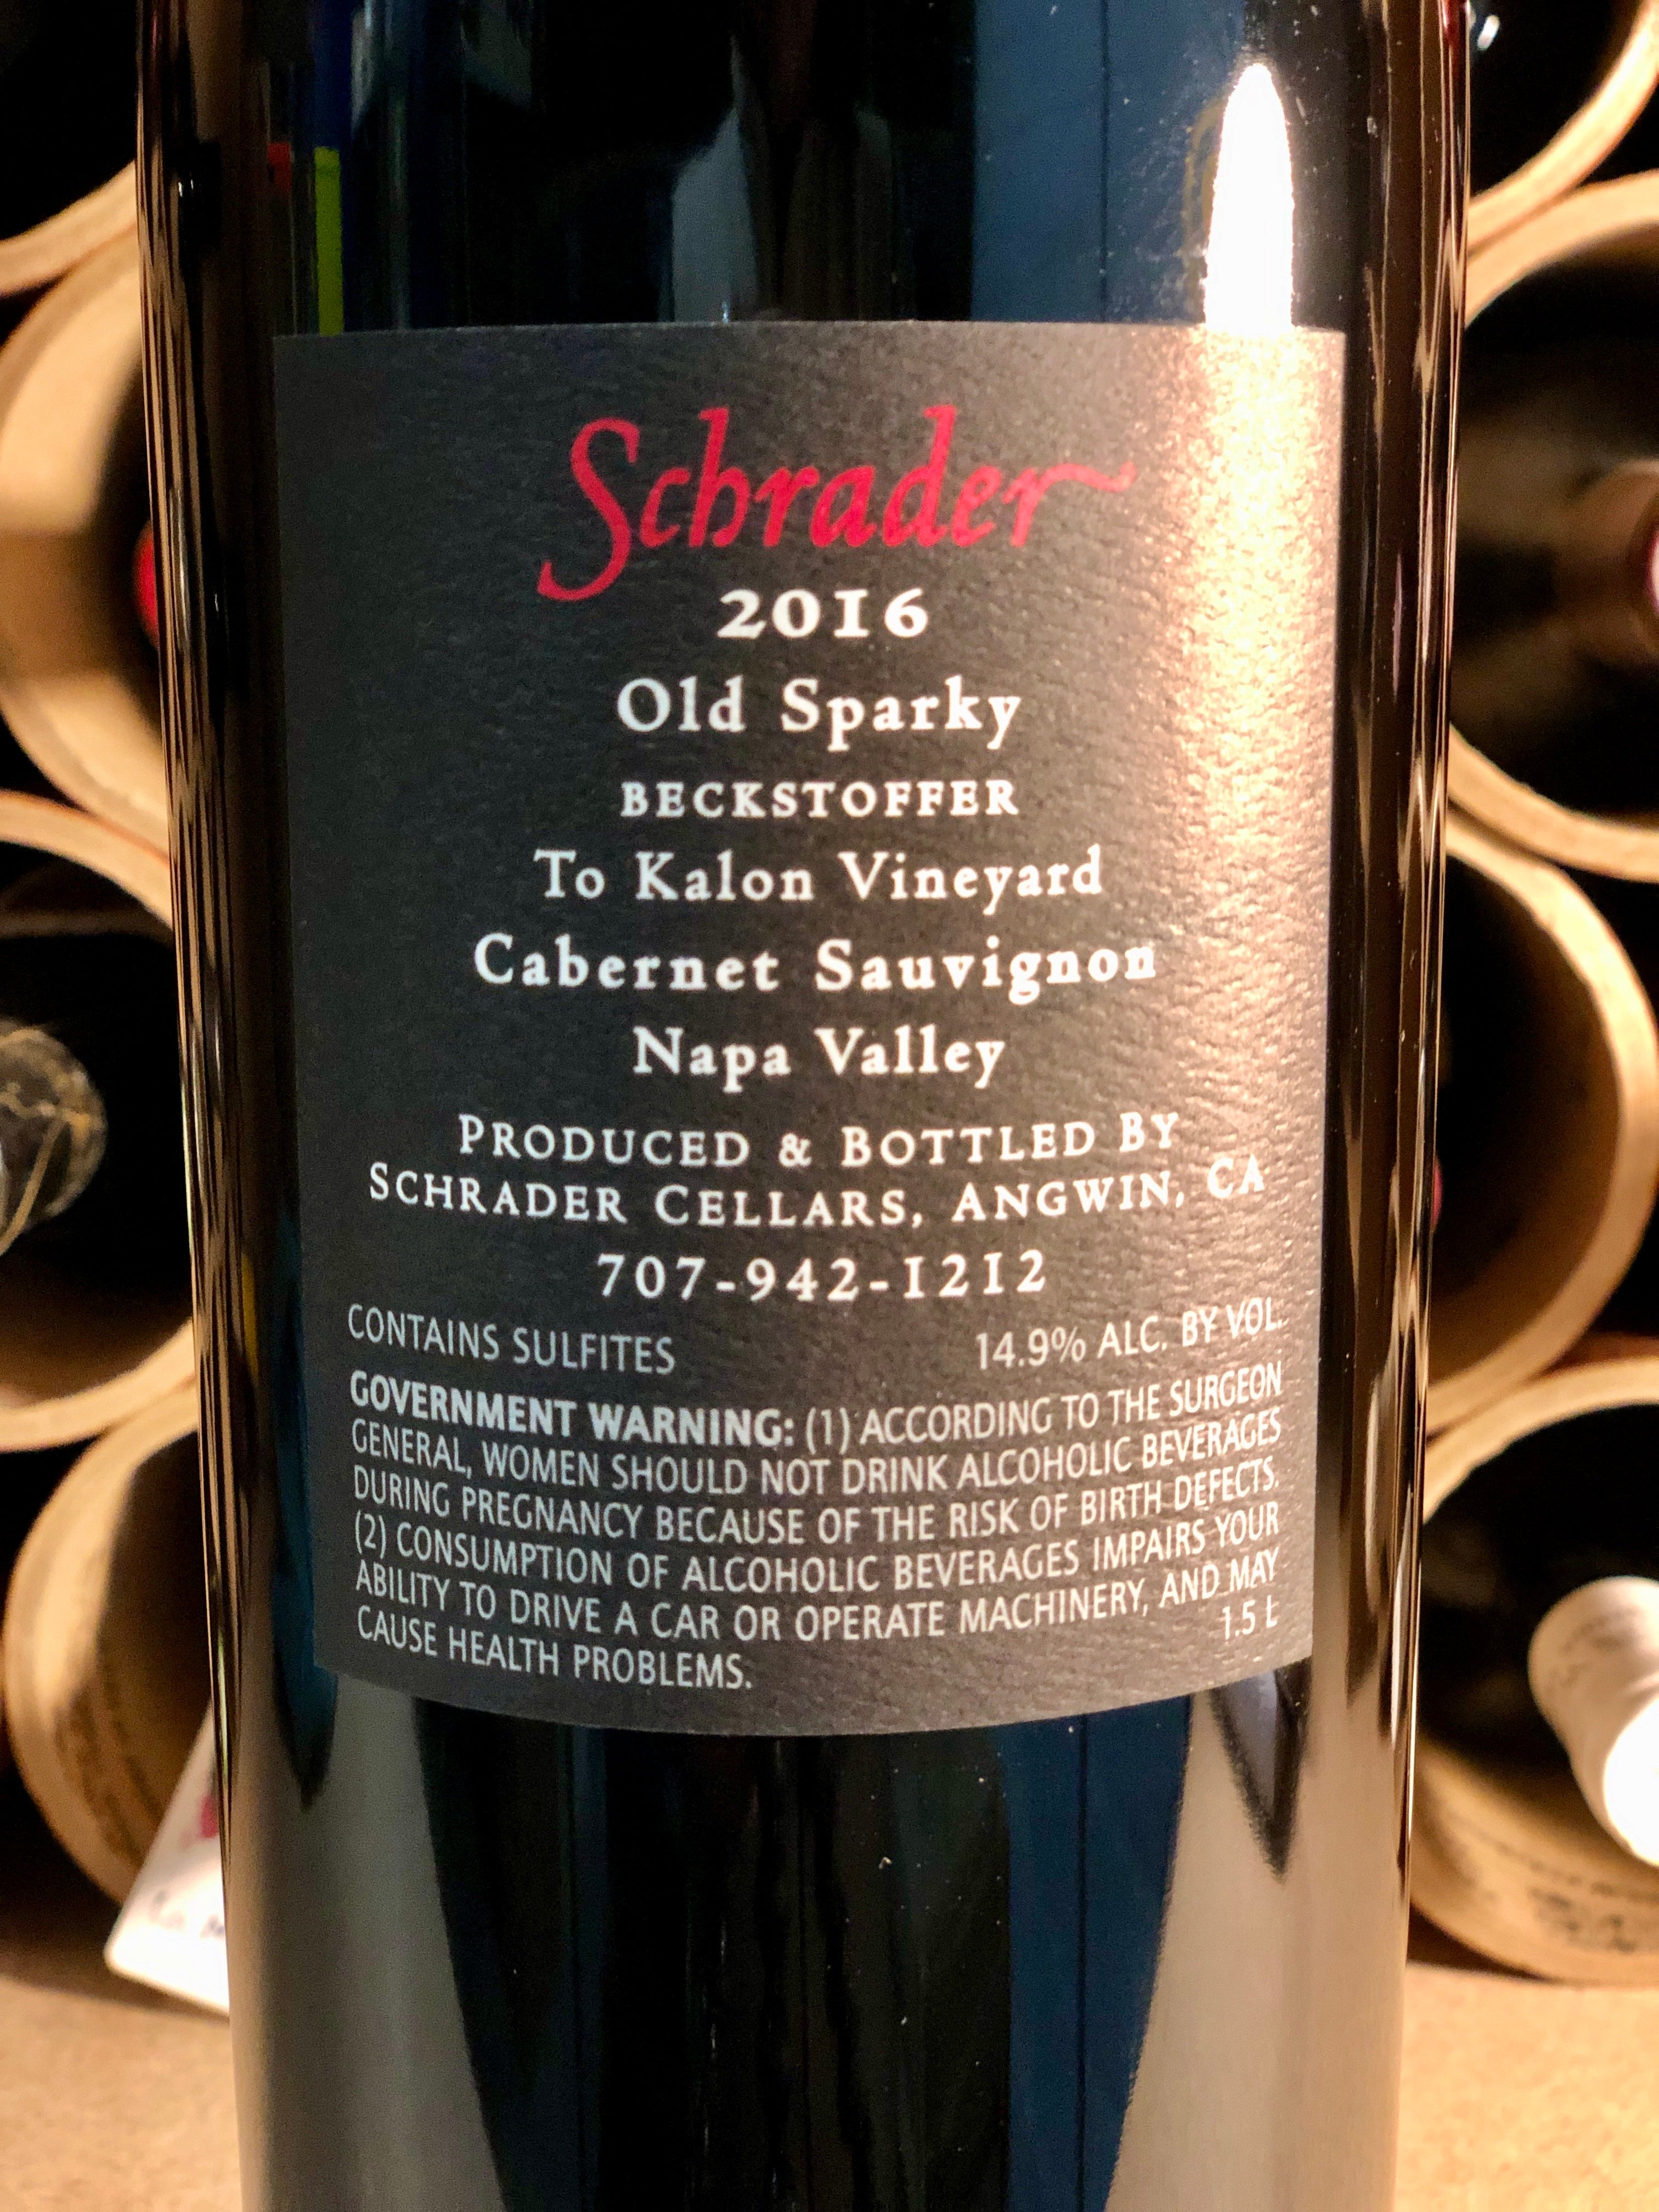 Schrader
2016
Old Sparky
BECKSTOFFER
To Kalon Vineyard
Cabernet Sauvignon
Napa Valley
PRODUCED & BOTTLED BY
SCHRADER CELLARS, ANGWIN, CA
707-942-1212
CONTAINS SULFITES 14.9% ALC. BY VOL.
GOVERNMENT WARNING: (1) ACCORDING TO THE SURGEON
GENERAL, WOMEN SHOULD NOT DRINK ALCOHOLIC BEVERAGES
DURING PREGNANCY BECAUSE OF THE RISK OF BIRTH DEFECTS.
(2) CONSUMPTION OF ALCOHOLIC BEVERAGES IMPAIRS YOUR
ABILITY TO DRIVE A CAR OR OPERATE MACHINERY, AND MAY
CAUSE HEALTH PROBLEMS. 1.5 L